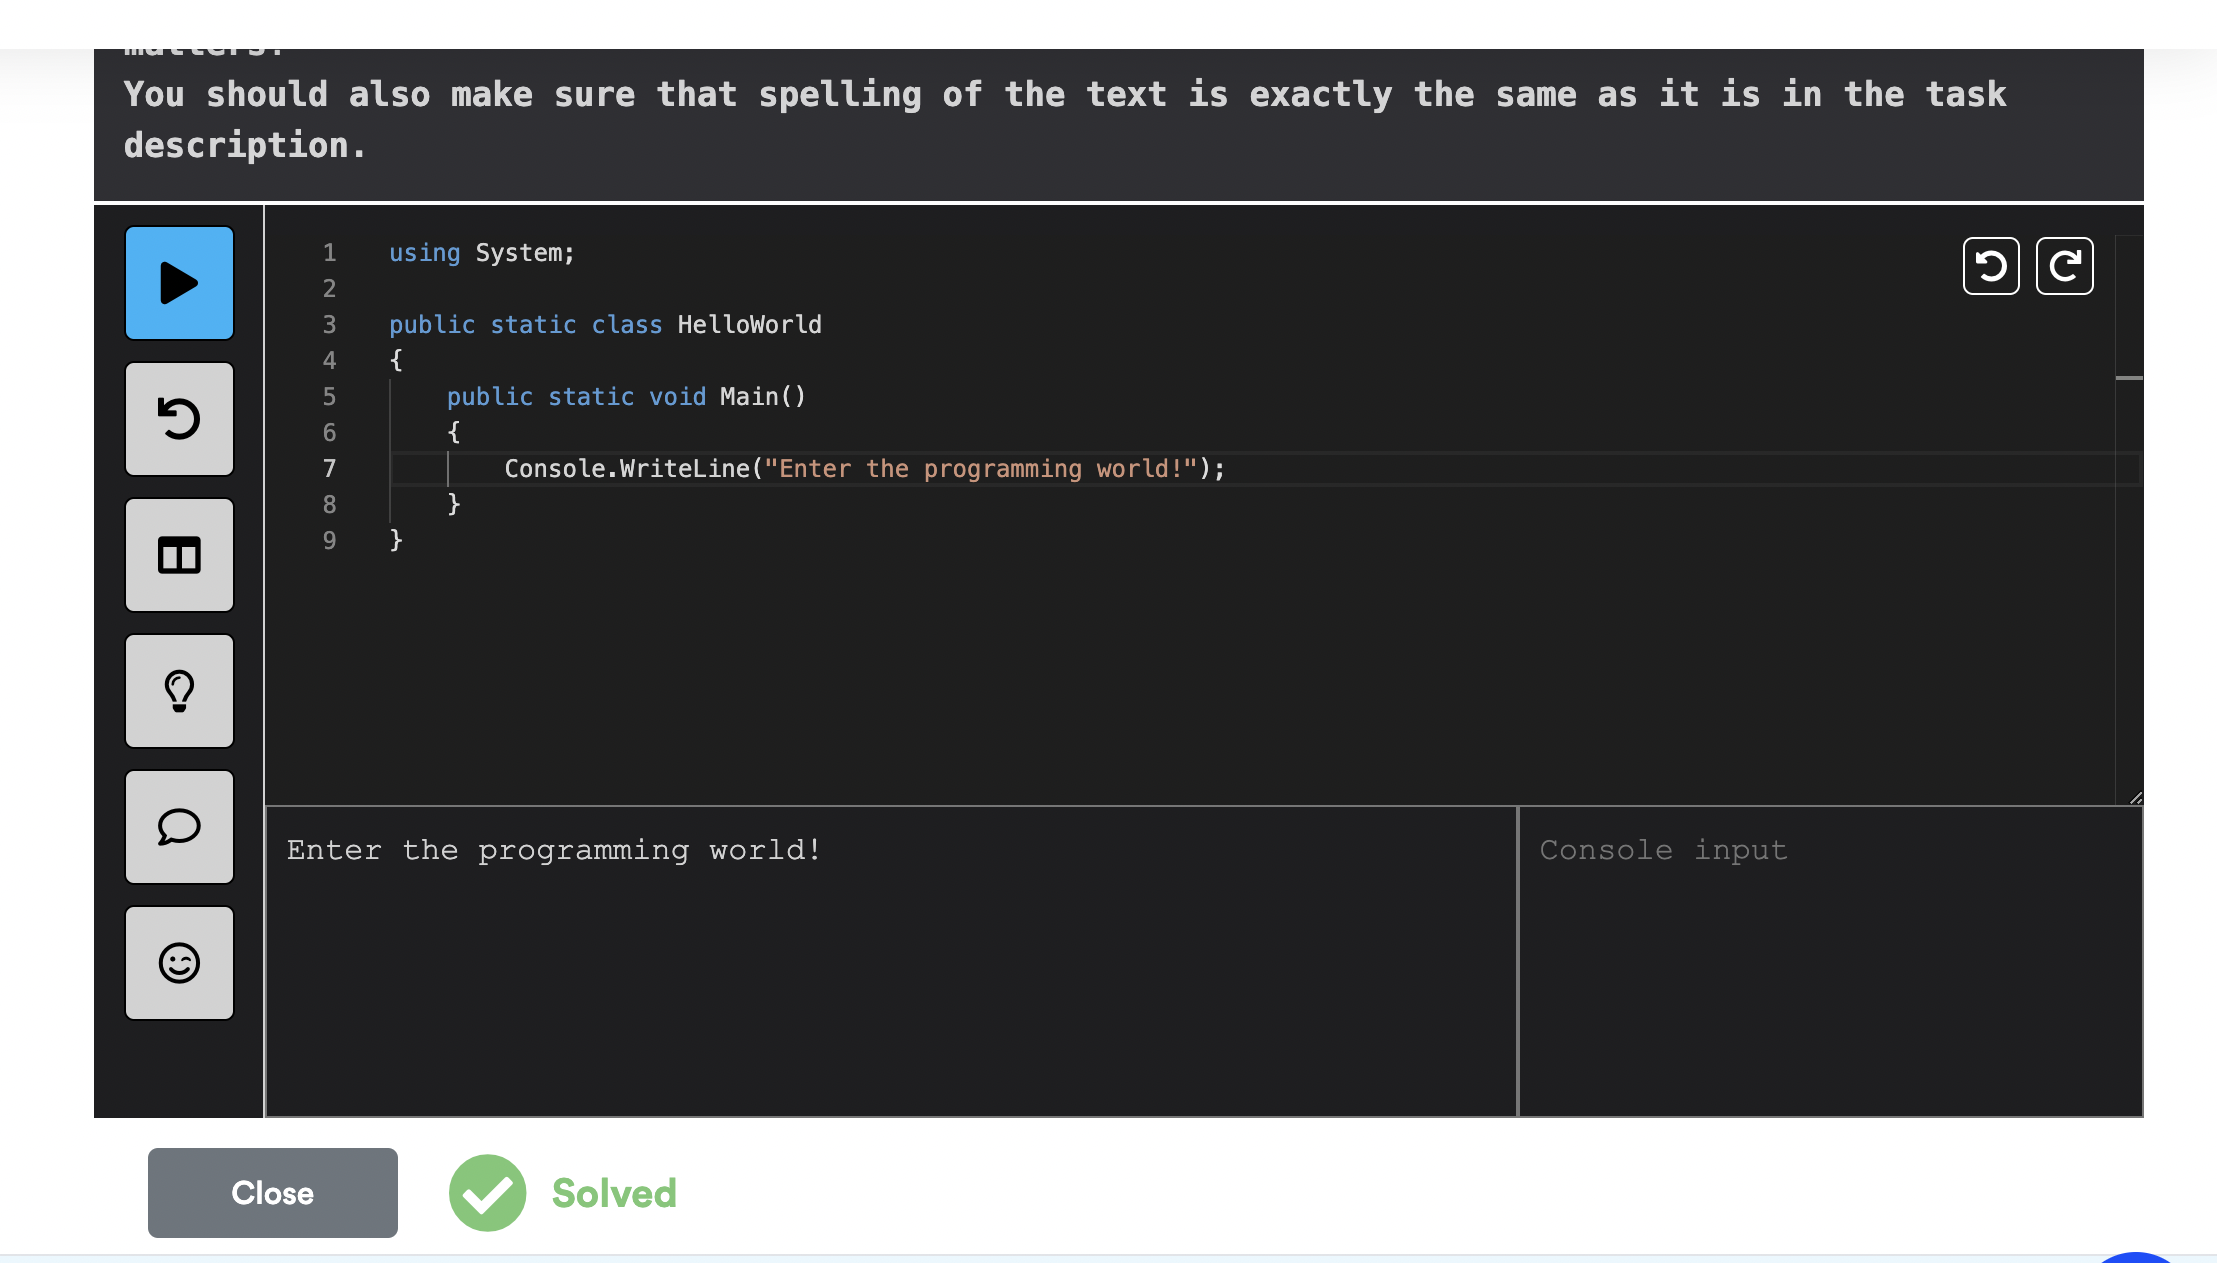 matters!
You should also make sure that spelling of the text is exactly the same as it is in the task
description.
1 using System;
2
3 public static class HelloWorld
4 {
5     public static void Main()
6     {
7         Console.WriteLine("Enter the programming world!");
8     }
9 }
Enter the programming world!
Console input
Close
Solved